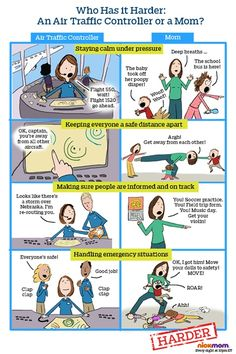 Who Has it Harder:
An Air Traffic Controller or a Mom?
Air Traffic Controller
Mom
Staying calm under pressure
Flight 550,
wait!
Flight 1520
go ahead.
The baby
took off
her poopy
diaper!
Deep breaths ...
The school
bus is here!
Keeping everyone a safe distance apart
OK, captain,
you're away
from all other
aircraft.
Argh!
Get away from each other!
Making sure people are informed and on track
Looks like there's
a storm over
Nebraska. I'm
re-routing you.
You! Soccer practice.
You! Field trip form.
You! Music day.
Get your
violin!
Handling emergency situations
Everyone's safe!
Good job!
Clap
clap
Clap
clap
OK, I got him! Move
your dolls to safety!
MOVE!
ROAR!
Ahh!
HARDER
nickmom